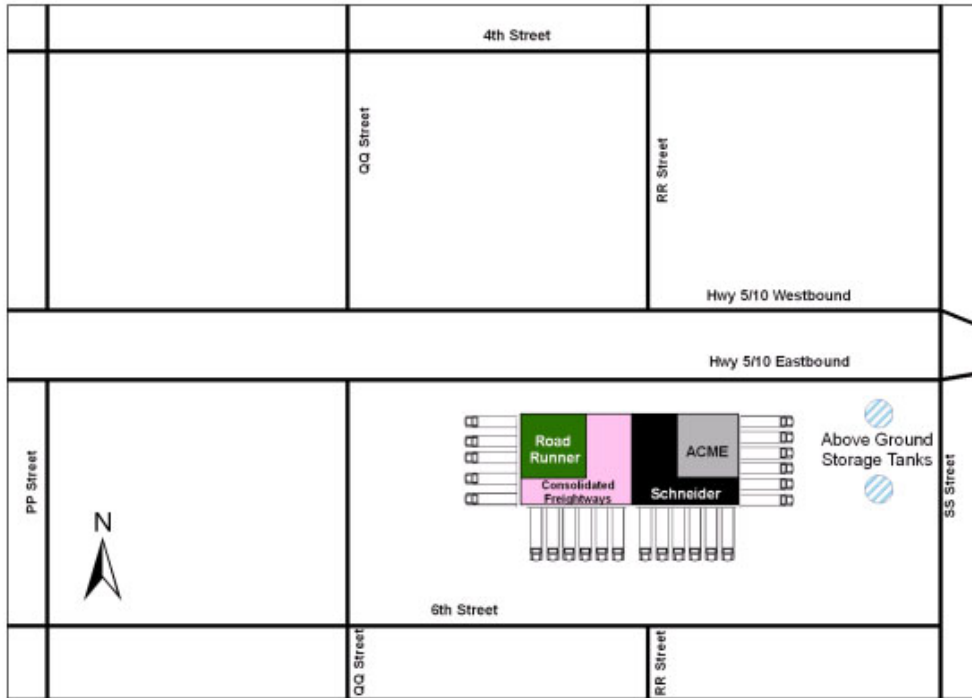 4th Street
QQ Street
RR Street
Hwy 5/10 Westbound
Hwy 5/10 Eastbound
Road
Runner
ACME
Consolidated
Freightways
Schneider
Above Ground
Storage Tanks
PP Street
SS Street
N
6th Street
QQ Street
RR Street